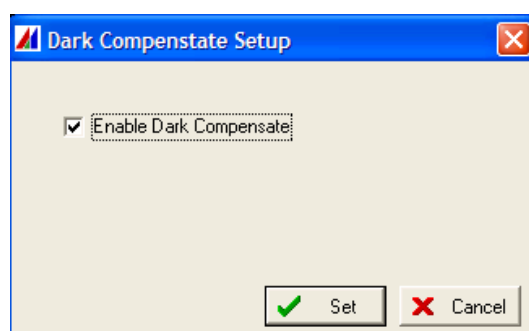 Dark Compenstate Setup
Enable Dark Compensate
Set
Cancel